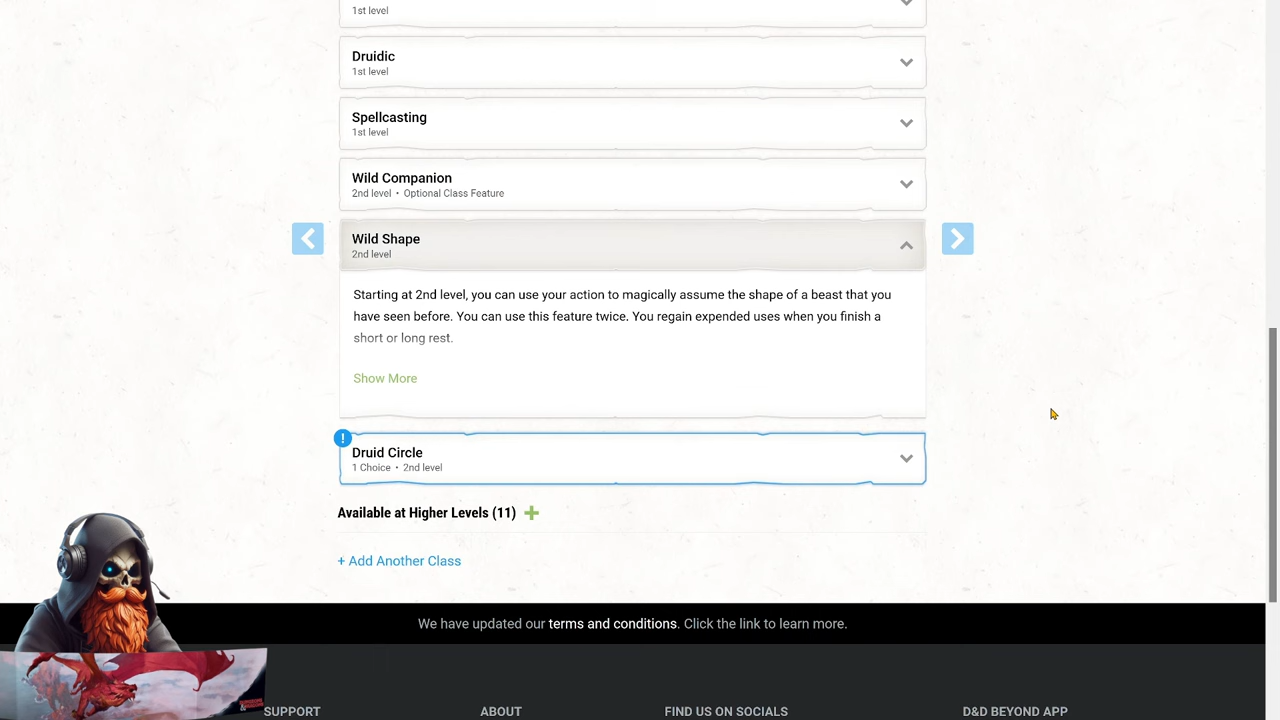 1st level
Druidic
1st level
Spellcasting
1st level
Wild Companion
2nd level • Optional Class Feature
Wild Shape
2nd level
Starting at 2nd level, you can use your action to magically assume the shape of a beast that you
have seen before. You can use this feature twice. You regain expended uses when you finish a
short or long rest.
Show More
!
Druid Circle
1 Choice • 2nd level
Available at Higher Levels (11)
+ Add Another Class
We have updated our terms and conditions. Click the link to learn more.
SUPPORT
ABOUT
FIND US ON SOCIALS
D&D BEYOND APP